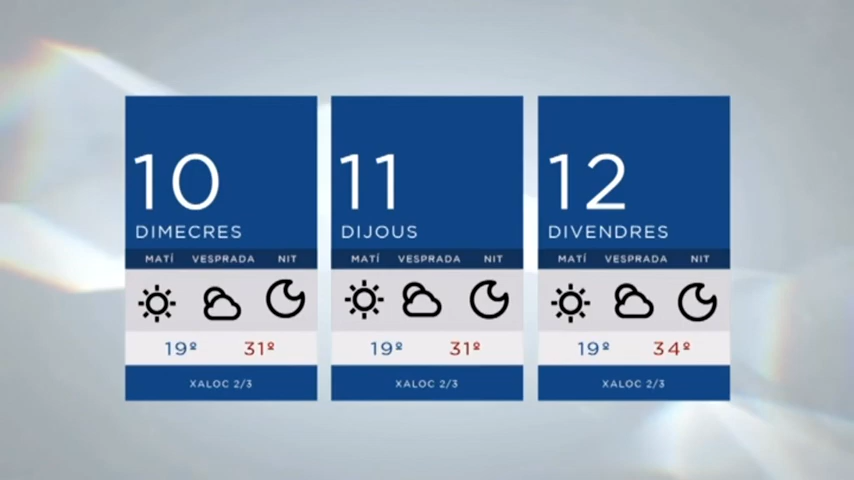 10
DIMECRES
MATÍ VESPRADA NIT
19º 31º
XALOC 2/3
11
DIJOUS
MATÍ VESPRADA NIT
19º 31º
XALOC 2/3
12
DIVENDRES
MATÍ VESPRADA NIT
19º 34º
XALOC 2/3